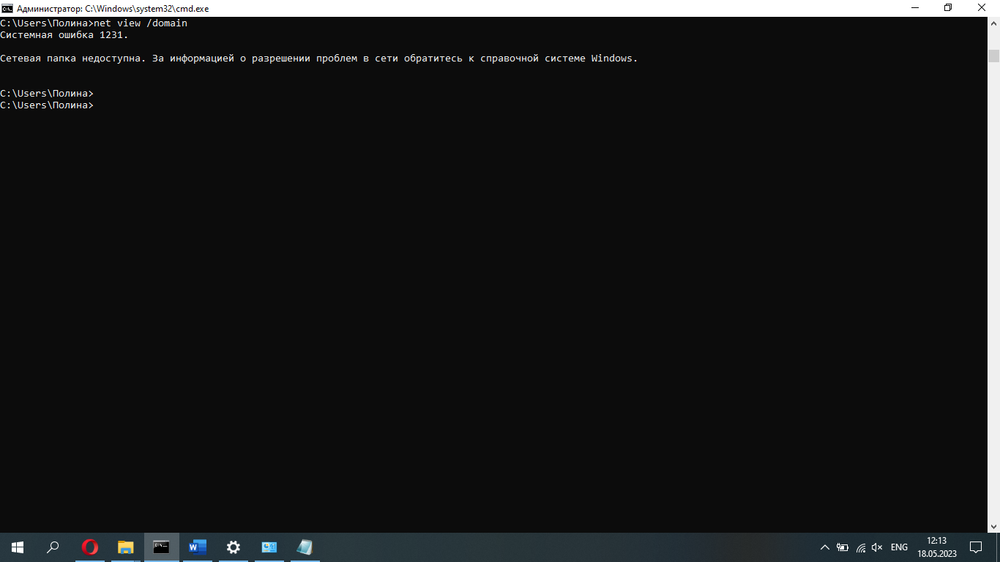 Администратор: C:\Windows\system32\cmd.exe
C:\Users\Полина>net view /domain
Системная ошибка 1231.
Сетевая папка недоступна. За информацией о разрешении проблем в сети обратитесь к справочной системе Windows.
C:\Users\Полина>
C:\Users\Полина>
ENG
12:13
18.05.2023